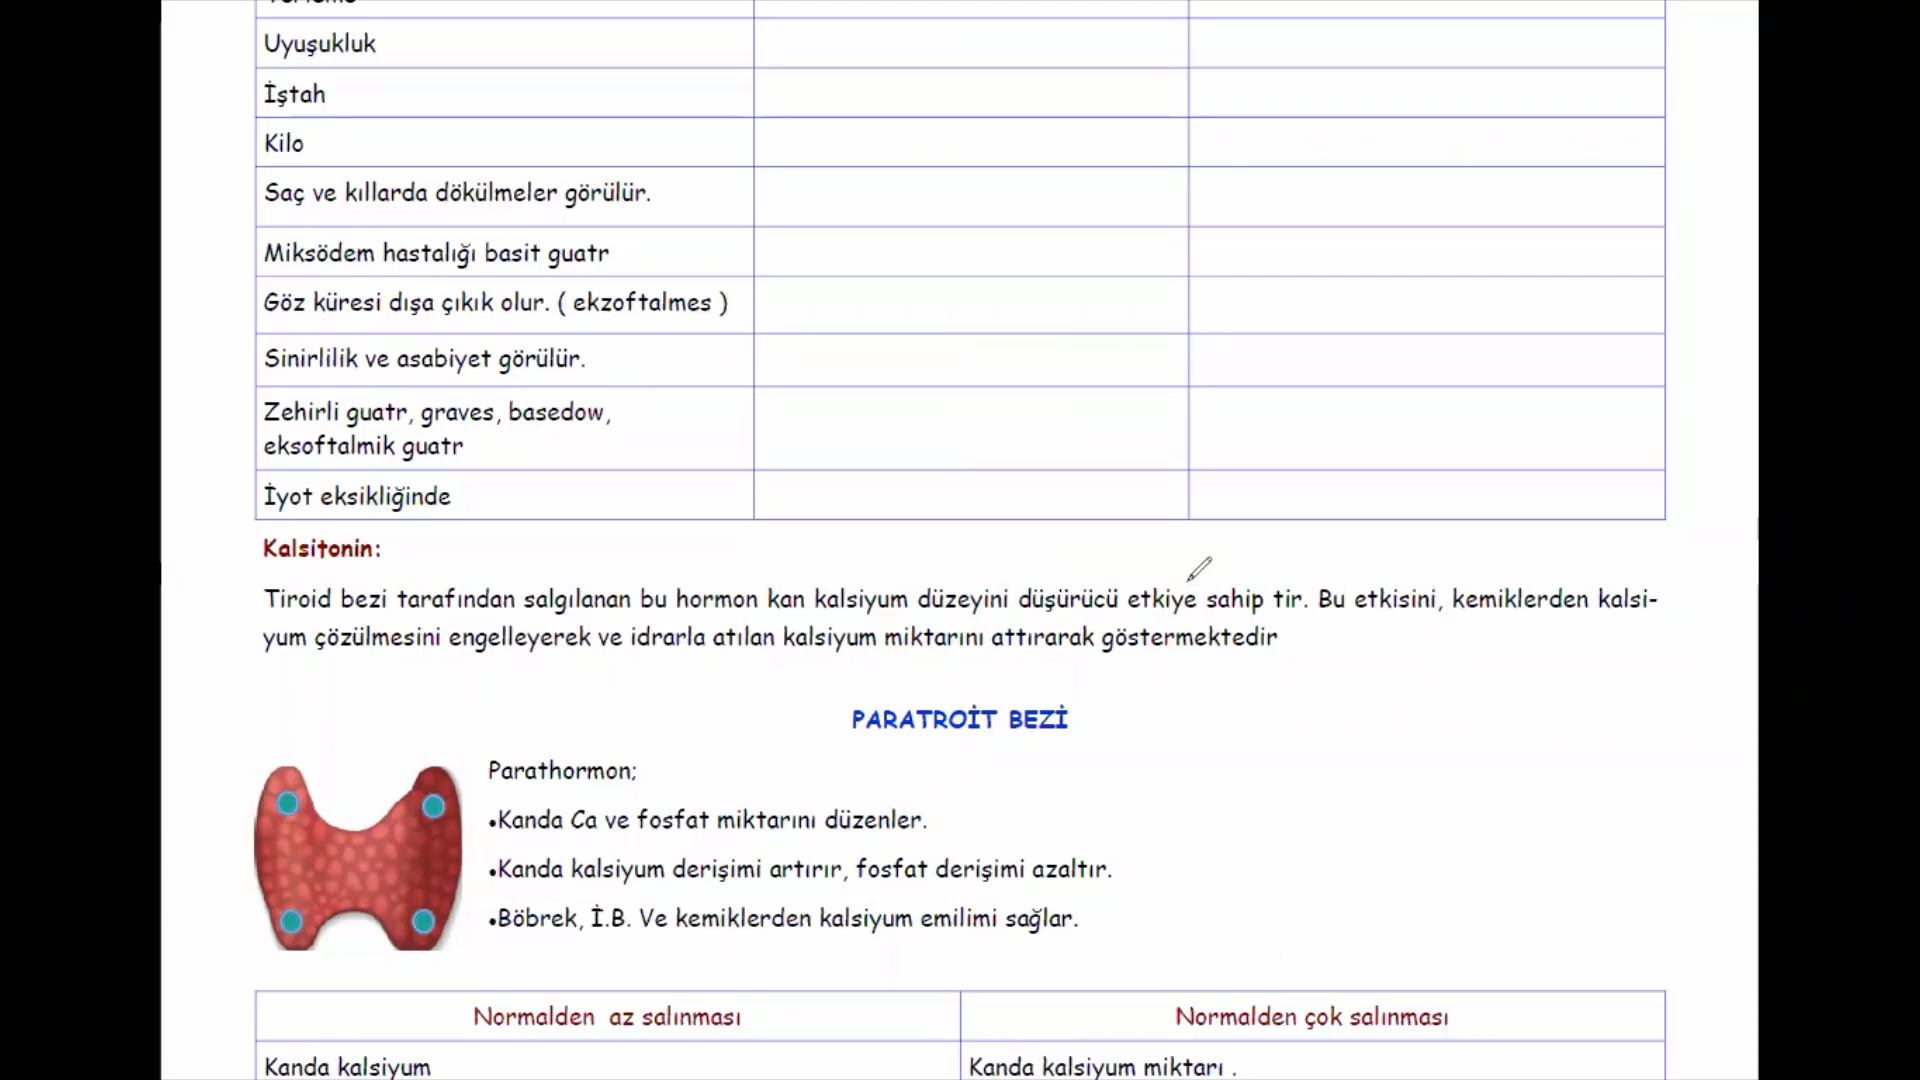 Uyuşukluk
İştah
Kilo
Saç ve kıllarda dökülmeler görülür.
Miksödem hastalığı basit guatr
Göz küresi dışa çıkık olur. ( ekzoftalmes )
Sinirlilik ve asabiyet görülür.
Zehirli guatr, graves, basedow,
eksoftalmik guatr
İyot eksikliğinde
Kalsitonin:
Tiroid bezi tarafından salgılanan bu hormon kan kalsiyum düzeyini düşürücü etkiye sahip tir. Bu etkisini, kemiklerden kalsi-
yum çözülmesini engelleyerek ve idrarla atılan kalsiyum miktarını attırarak göstermektedir
PARATROİT BEZİ
Parathormon;
•Kanda Ca ve fosfat miktarını düzenler.
•Kanda kalsiyum derişimi artırır, fosfat derişimi azaltır.
•Böbrek, İ.B. Ve kemiklerden kalsiyum emilimi sağlar.
Normalden az salınması
Normalden çok salınması
Kanda kalsiyum
Kanda kalsiyum miktarı .